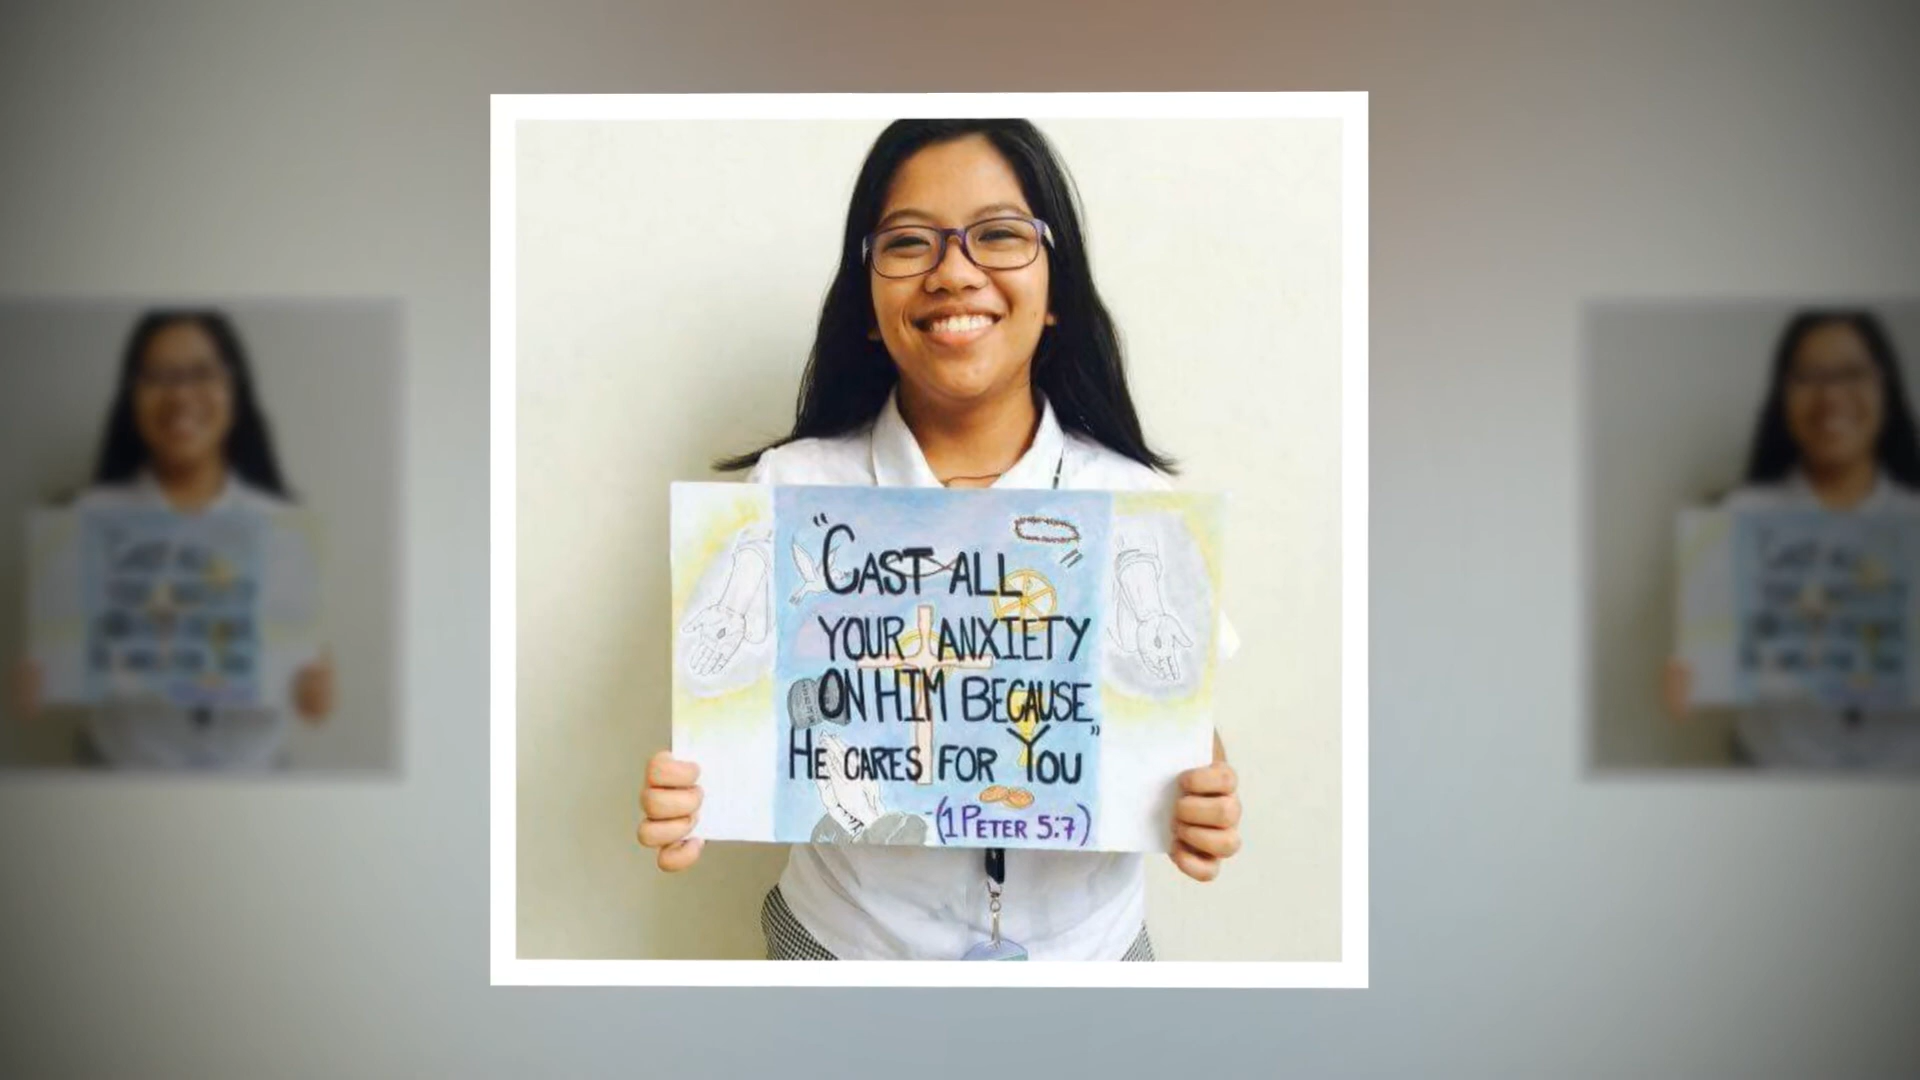 "CAST ALL
YOUR ANXIETY
ON HIM BECAUSE
HE CARES FOR YOU"
-(1 PETER 5:7)